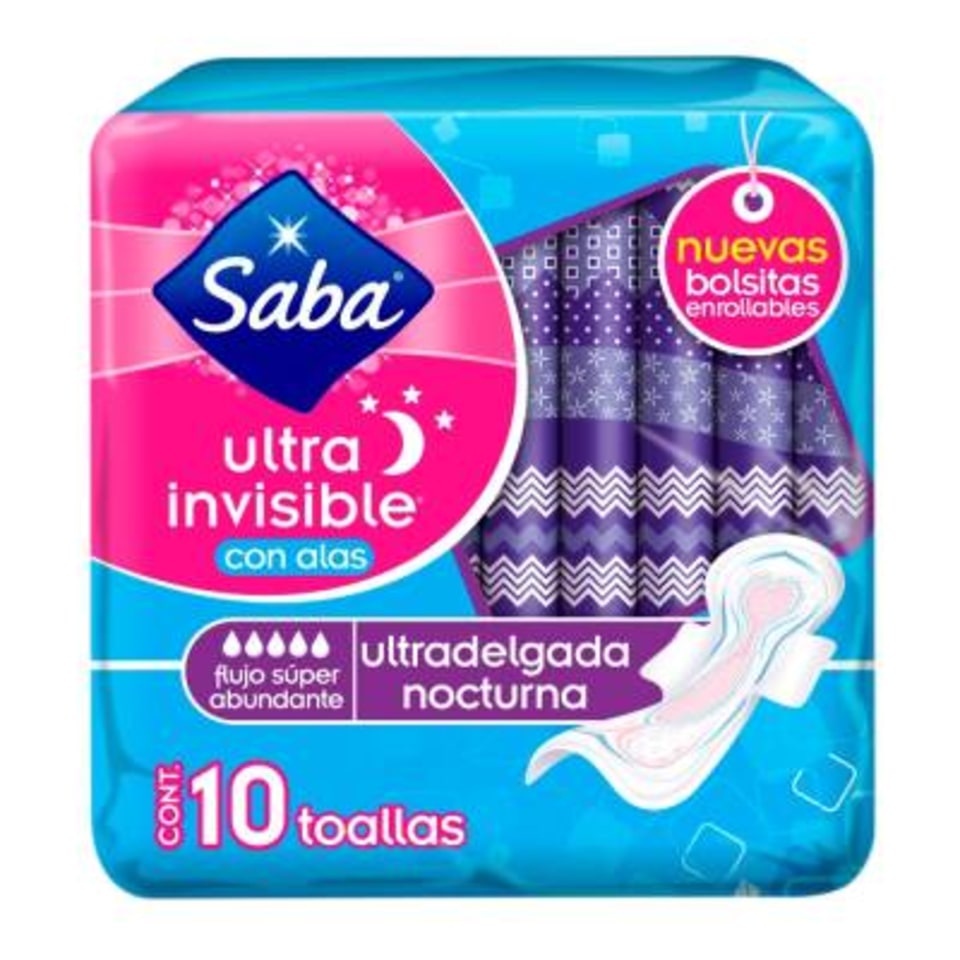 Saba
ultra
invisible
con alas
nuevas
bolsitas
enrollables
flujo súper
abundante
ultradelgada
nocturna
CONT. 10 toallas